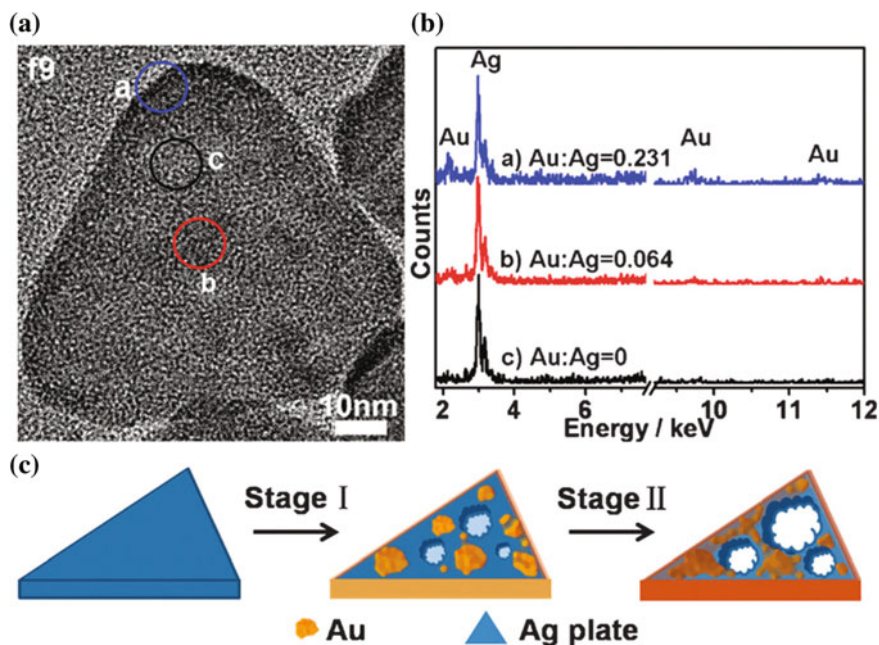 (a)
f9
a
c
b
10nm
(b)
Ag
Au
Au
Au
a) Au:Ag=0.231
b) Au:Ag=0.064
c) Au:Ag=0
Counts
2 4 6 10 11 12
Energy / keV
(c)
Stage I
Stage II
Au
Ag plate